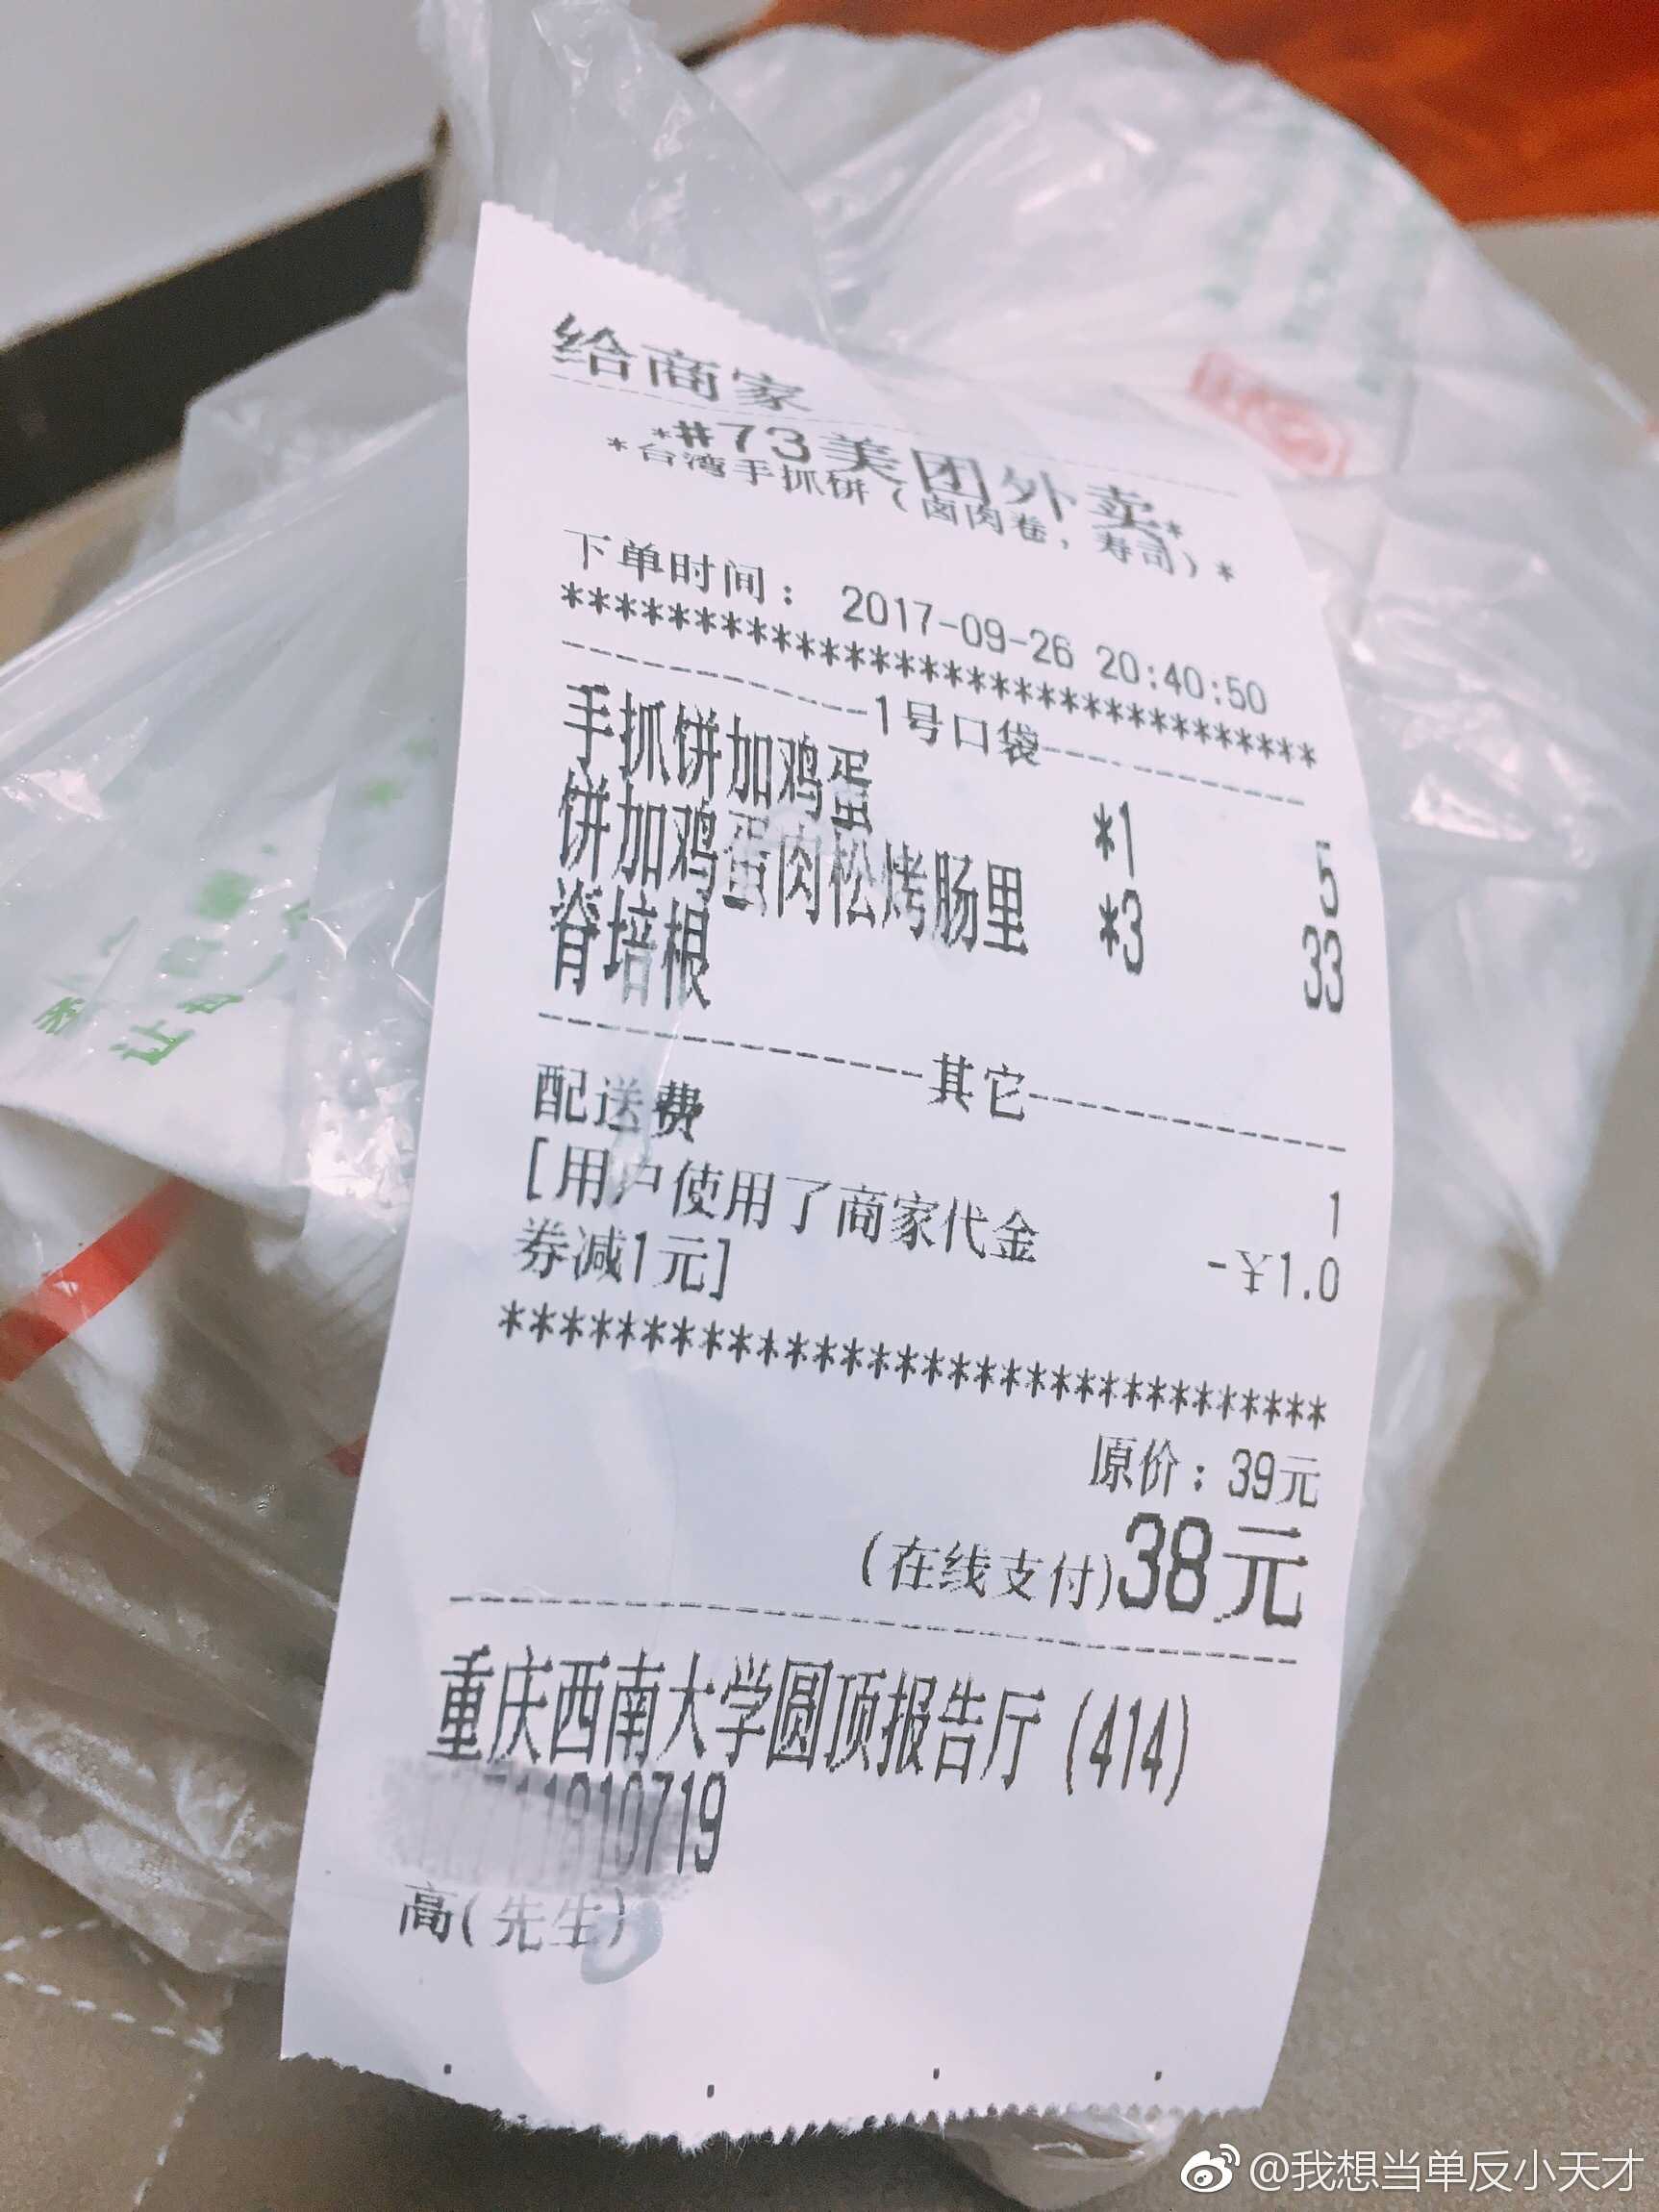 给商家
*#73美团外卖*
*台湾手抓饼（卤肉卷，寿司）*
下单时间： 2017-09-26 20:40:50
******************************
------------1号口袋------------
手抓饼加鸡蛋 *1 5
饼加鸡蛋肉松烤肠里 *3 33
脊培根
--------------其它--------------
配送费 1
[用户使用了商家代金 -￥1.0
券减1元]
******************************
原价：39元
(在线支付)38元
重庆西南大学圆顶报告厅 (414)
高(先生)
@我想当单反小天才